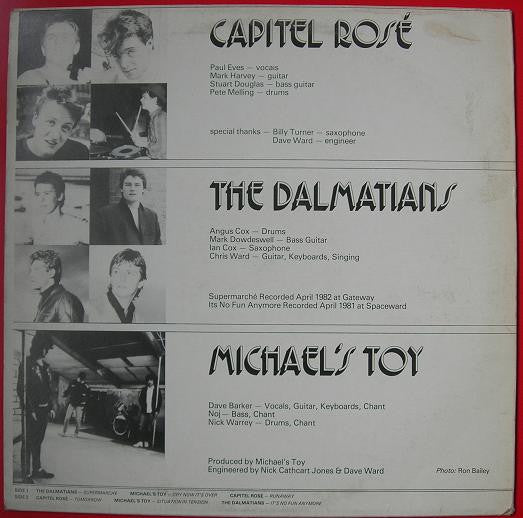 CAPITEL ROSÉ
Paul Eves — vocals
Mark Harvey — guitar
Stuart Douglas — bass guitar
Pete Melling — drums
special thanks — Billy Turner — saxophone
Dave Ward — engineer
THE DALMATIANS
Angus Cox — Drums
Mark Dowdeswell — Bass Guitar
Ian Cox — Saxophone
Chris Ward — Guitar, Keyboards, Singing
Supermarché Recorded April 1982 at Gateway
Its No Fun Anymore Recorded April 1981 at Spaceward
MICHAEL'S TOY
Dave Barker — Vocals, Guitar, Keyboards, Chant
Noj — Bass, Chant
Nick Warrey — Drums, Chant
Produced by Michael's Toy
Engineered by Nick Cathcart Jones & Dave Ward Photo: Ron Bailey
SIDE 1 THE DALMATIANS — SUPERMARCHÉ MICHAEL'S TOY — CRY NOW IT'S OVER CAPITEL ROSÉ — RUNAWAY
SIDE 2 CAPITEL ROSÉ — TOMORROW MICHAEL'S TOY — SITUATION IN TENSION THE DALMATIANS — IT'S NO FUN ANYMORE